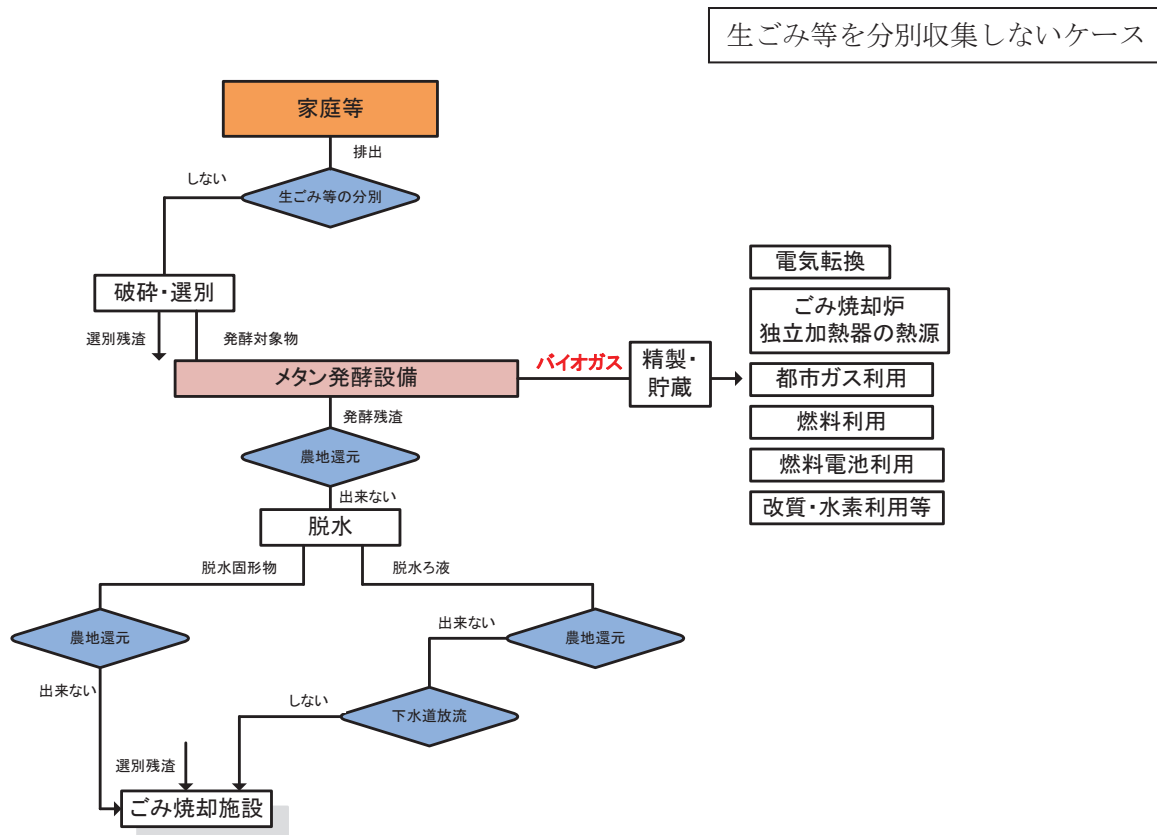 生ごみ等を分別収集しないケース
家庭等
排出
しない
生ごみ等の分別
破砕・選別
選別残渣
発酵対象物
メタン発酵設備
バイオガス
精製・
貯蔵
電気転換
ごみ焼却炉
独立加熱器の熱源
都市ガス利用
燃料利用
燃料電池利用
改質・水素利用等
発酵残渣
農地還元
出来ない
脱水
脱水固形物
脱水ろ液
農地還元
出来ない
農地還元
出来ない
しない
下水道放流
選別残渣
ごみ焼却施設